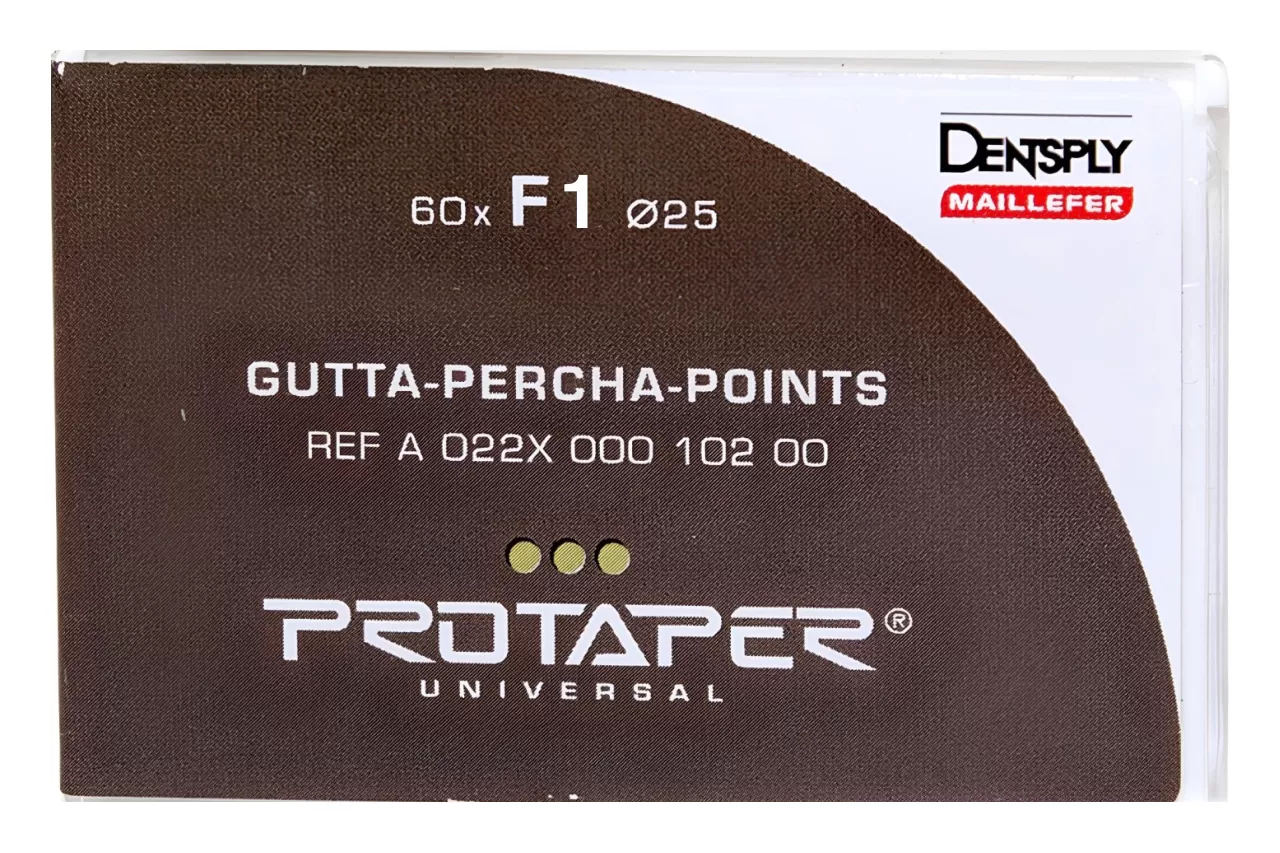 DENTSPLY
MAILLEFER
60x F1 Ø25
GUTTA-PERCHA-POINTS
REF A 022X 000 102 00
PROTAPER®
UNIVERSAL